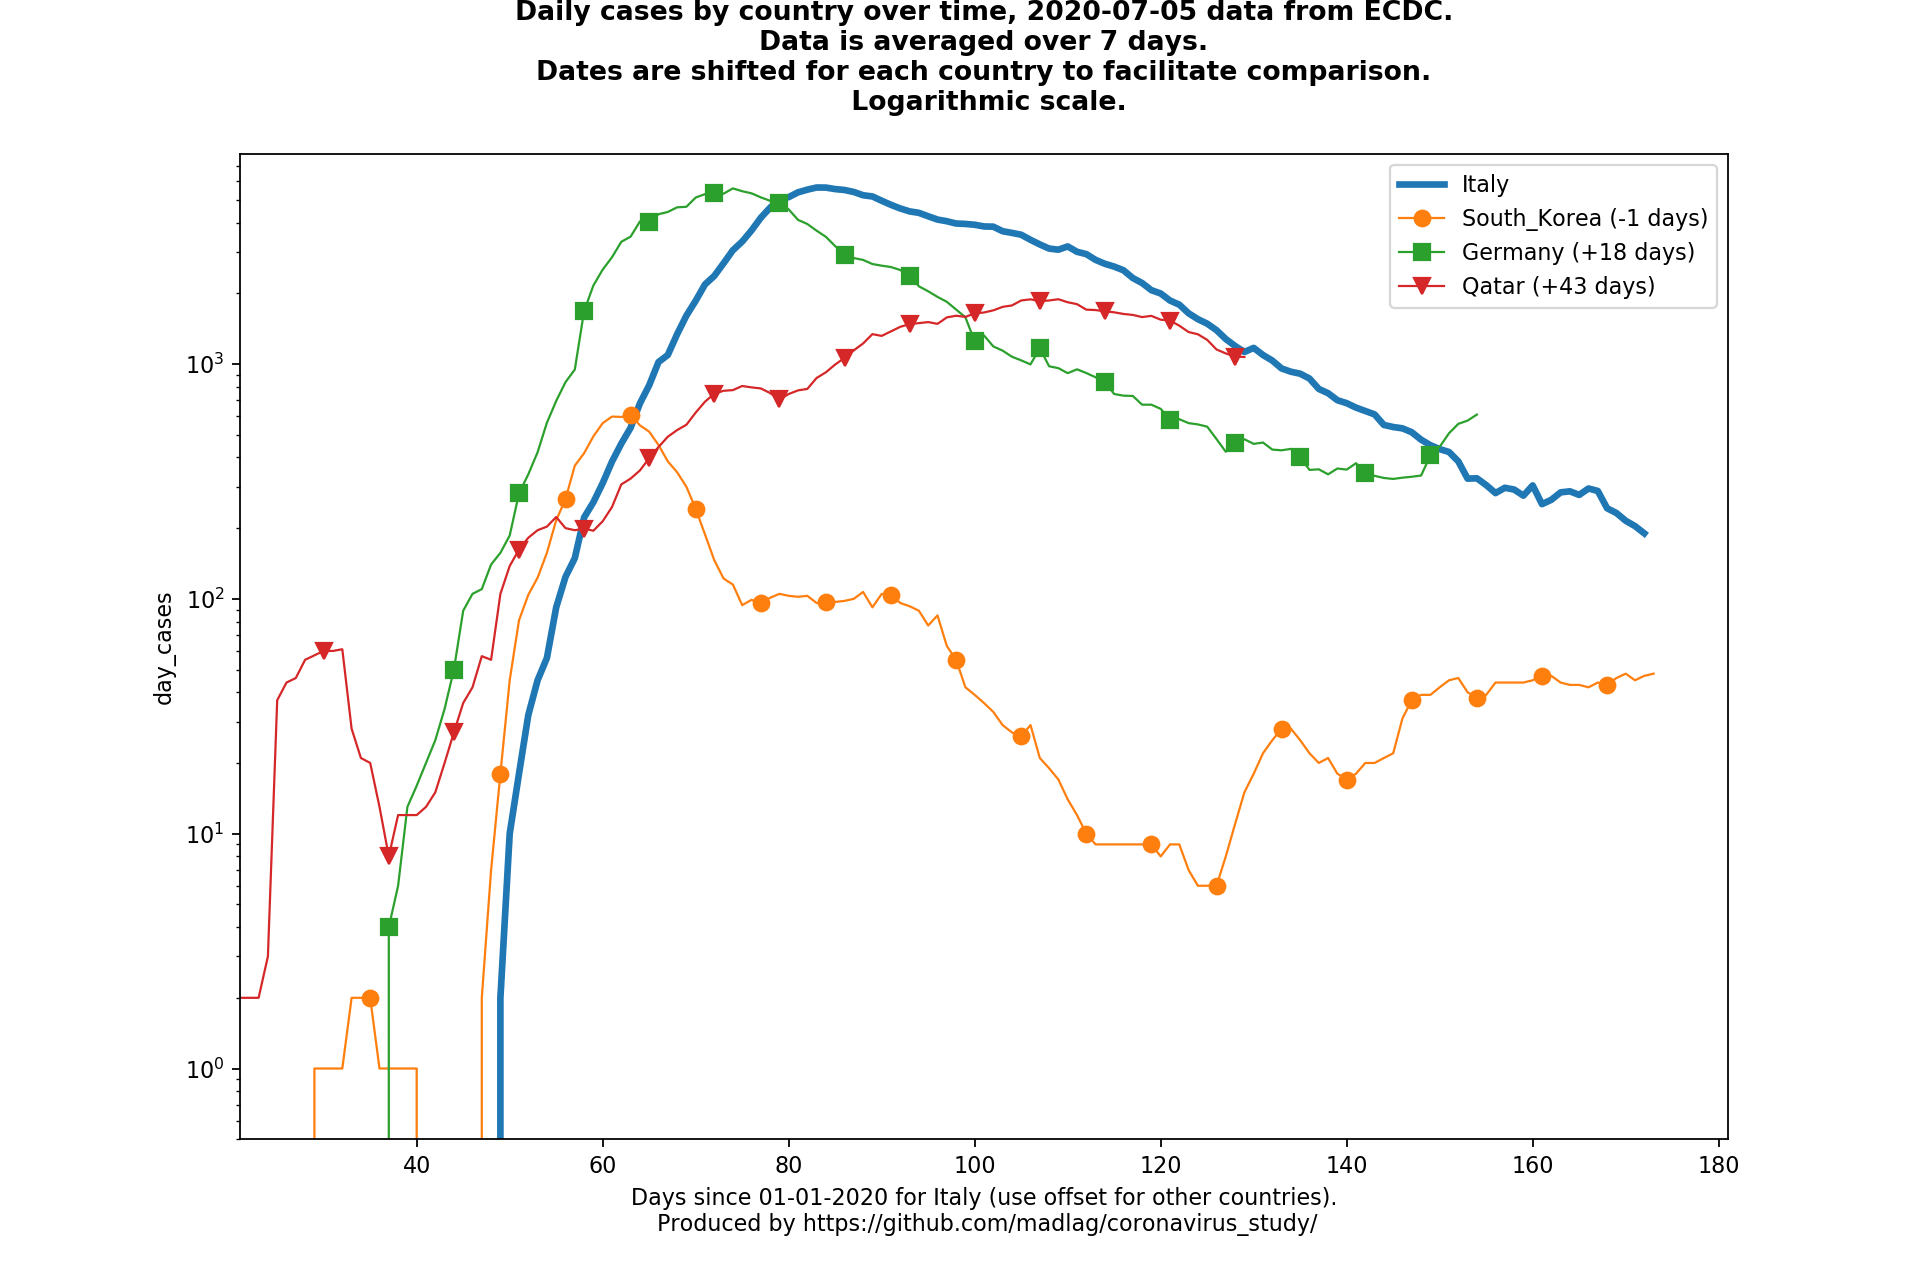 Daily cases by country over time, 2020-07-05 data from ECDC.
Data is averaged over 7 days.
Dates are shifted for each country to facilitate comparison.
Logarithmic scale.
Italy
South_Korea (-1 days)
Germany (+18 days)
Qatar (+43 days)
day_cases
10³
10²
10¹
10⁰
40 60 80 100 120 140 160 180
Days since 01-01-2020 for Italy (use offset for other countries).
Produced by https://github.com/madlag/coronavirus_study/